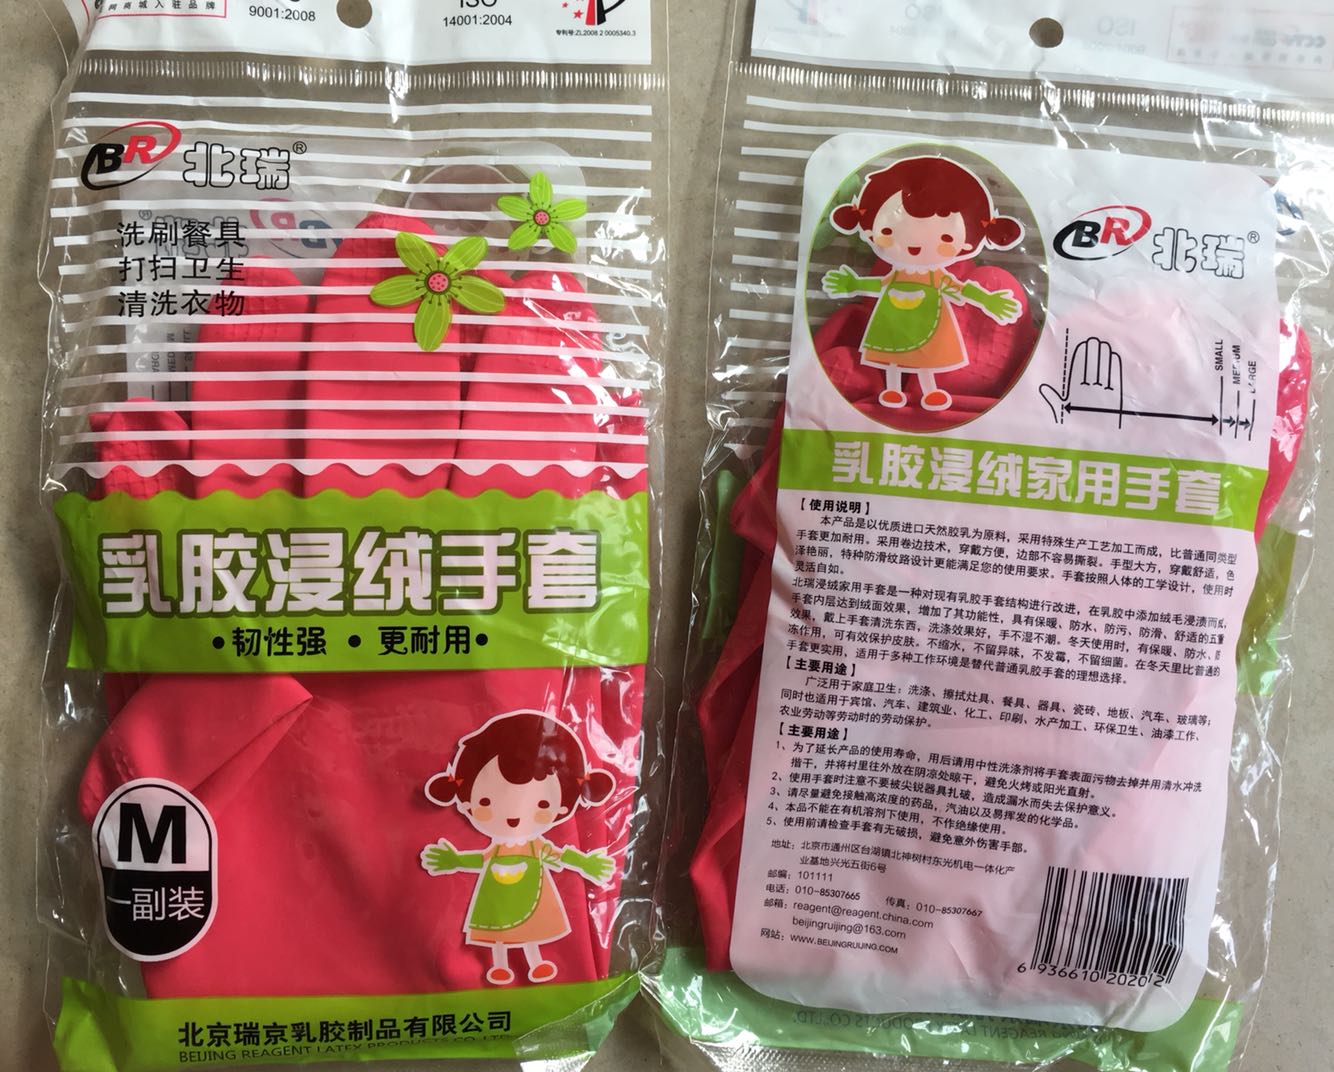 网商城入驻品牌
9001:2008
ISO
14001:2004
专利号:ZL2008 2 0005340.3
BR 北瑞®
洗刷餐具
打扫卫生
清洗衣物
乳胶浸绒手套
•韧性强 • 更耐用•
M
一副装
北京瑞京乳胶制品有限公司
BEIJING REAGENT LATEX PRODUCTS CO.,LTD
BR 北瑞®
SMALL
MEDIUM
LARGE
乳胶浸绒家用手套
【使用说明】
本产品是以优质进口天然胶乳为原料，采用特殊生产工艺加工而成，比普通同类型
手套更加耐用。采用卷边技术，穿戴方便，边部不容易撕裂。手型大方，穿戴舒适，色
泽艳丽，特种防滑纹路设计更能满足您的使用要求。手套按照人体的工学设计，使用时
灵活自如。
北瑞浸绒家用手套是一种对现有乳胶手套结构进行改进，在乳胶中添加绒毛浸渍而成，
手套内层达到绒面效果，增加了其功能性，具有保暖、防水、防污、防滑、舒适的五重
效果，戴上手套清洗东西，洗涤效果好，手不湿不潮。冬天使用时，有保暖、防水、防
冻作用，可有效保护皮肤。不缩水，不留异味，不发霉，不留细菌。在冬天里比普通的
手套更实用，适用于多种工作环境是替代普通乳胶手套的理想选择。
【主要用途】
广泛用于家庭卫生：洗涤、擦拭灶具、餐具、器具、瓷砖、地板、汽车、玻璃等；
同时也适用于宾馆、汽车、建筑业、化工、印刷、水产加工、环保卫生、油漆工作、
农业劳动等劳动时的劳动保护。
【主要用途】
1、为了延长产品的使用寿命，用后请用中性洗涤剂将手套表面污物去掉并用清水冲洗
揩干，并将衬里往外放在阴凉处晾干，避免火烤或阳光直射。
2、使用手套时注意不要被尖锐器具扎破，造成漏水而失去保护意义。
3、请尽量避免接触高浓度的药品，汽油以及易挥发的化学品。
4、本品不能在有机溶剂下使用，不作绝缘使用。
5、使用前请检查手套有无破损，避免意外伤害手部。
地址：北京市通州区台湖镇北神树村东光机电一体化产
业基地兴光五街6号
邮编：101111
电话：010-85307665 传真：010-85307667
邮箱：reagent@reagent.china.com
beijingruijing@163.com
网站：WWW.BEIJINGRUIJING.COM
6 936610 202012